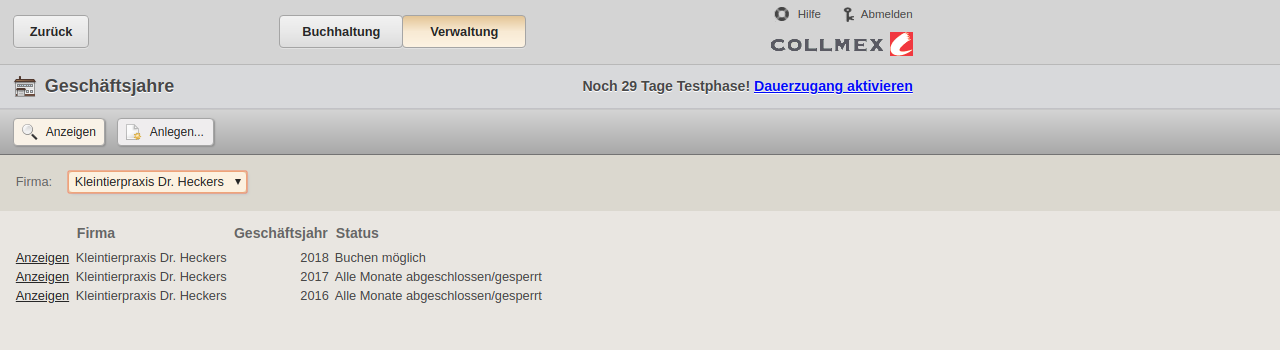 Hilfe Abmelden
Zurück Buchhaltung Verwaltung
COLLMEX
Geschäftsjahre Noch 29 Tage Testphase! Dauerzugang aktivieren
Anzeigen Anlegen...
Firma: Kleintierpraxis Dr. Heckers
Firma Geschäftsjahr Status
Anzeigen Kleintierpraxis Dr. Heckers 2018 Buchen möglich
Anzeigen Kleintierpraxis Dr. Heckers 2017 Alle Monate abgeschlossen/gesperrt
Anzeigen Kleintierpraxis Dr. Heckers 2016 Alle Monate abgeschlossen/gesperrt